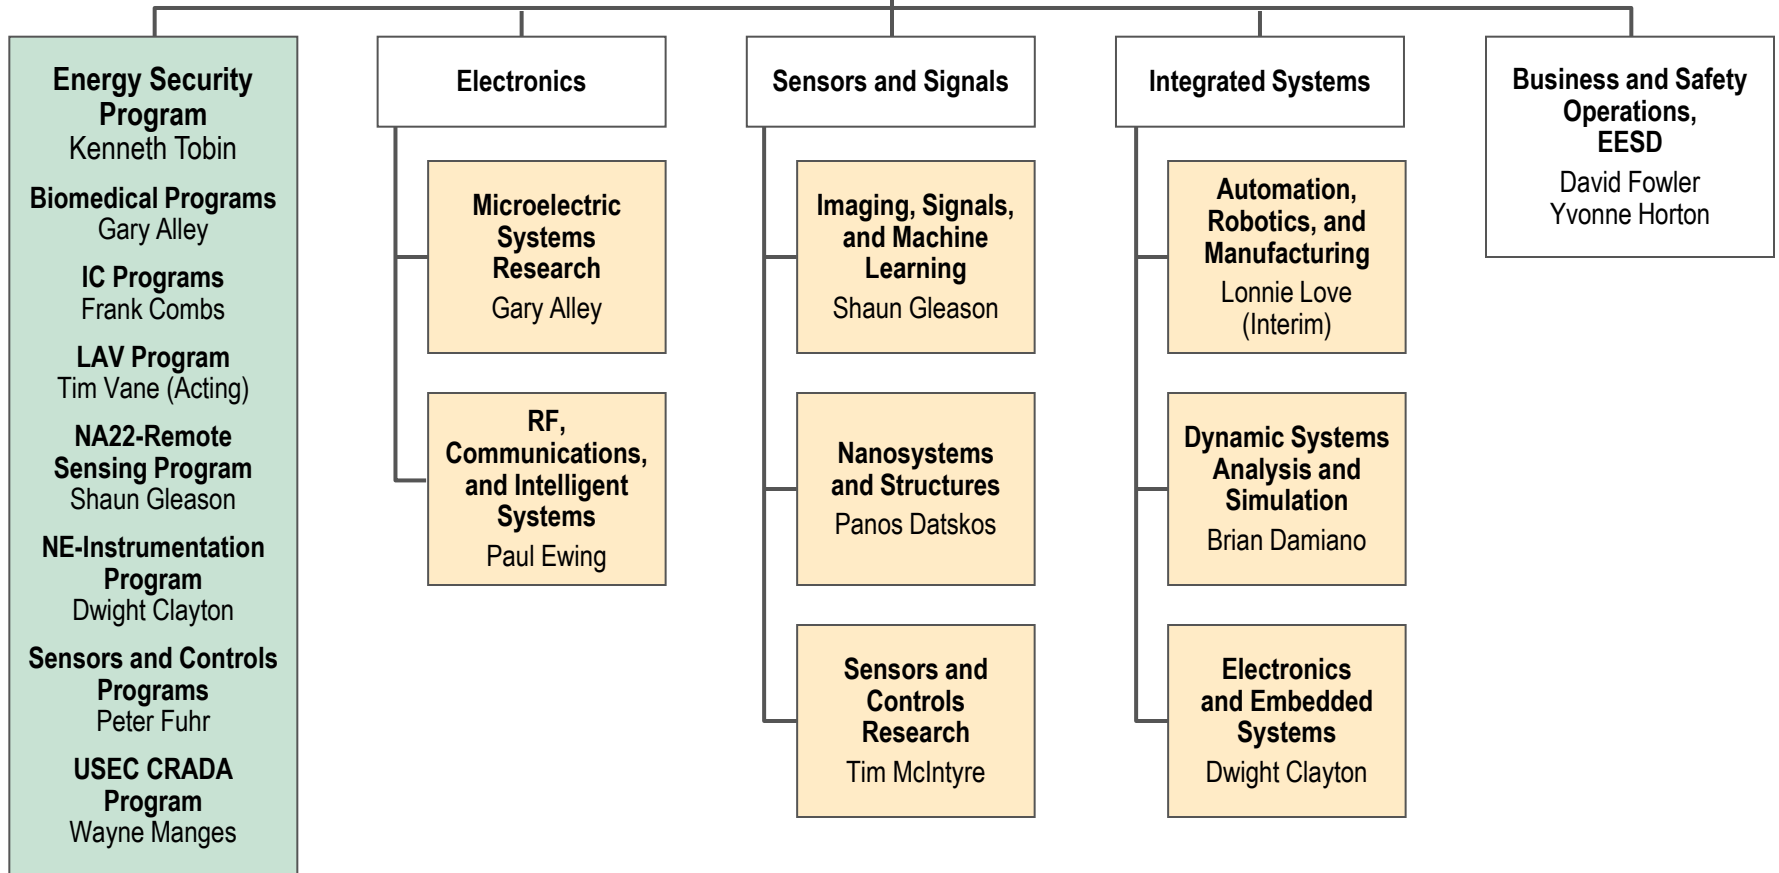 Energy Security
Program
Kenneth Tobin
Biomedical Programs
Gary Alley
IC Programs
Frank Combs
LAV Program
Tim Vane (Acting)
NA22-Remote
Sensing Program
Shaun Gleason
NE-Instrumentation
Program
Dwight Clayton
Sensors and Controls
Programs
Peter Fuhr
USEC CRADA
Program
Wayne Manges
Electronics
Microelectric
Systems
Research
Gary Alley
RF,
Communications,
and Intelligent
Systems
Paul Ewing
Sensors and Signals
Imaging, Signals,
and Machine
Learning
Shaun Gleason
Nanosystems
and Structures
Panos Datskos
Sensors and
Controls
Research
Tim McIntyre
Integrated Systems
Automation,
Robotics, and
Manufacturing
Lonnie Love
(Interim)
Dynamic Systems
Analysis and
Simulation
Brian Damiano
Electronics
and Embedded
Systems
Dwight Clayton
Business and Safety
Operations,
EESD
David Fowler
Yvonne Horton